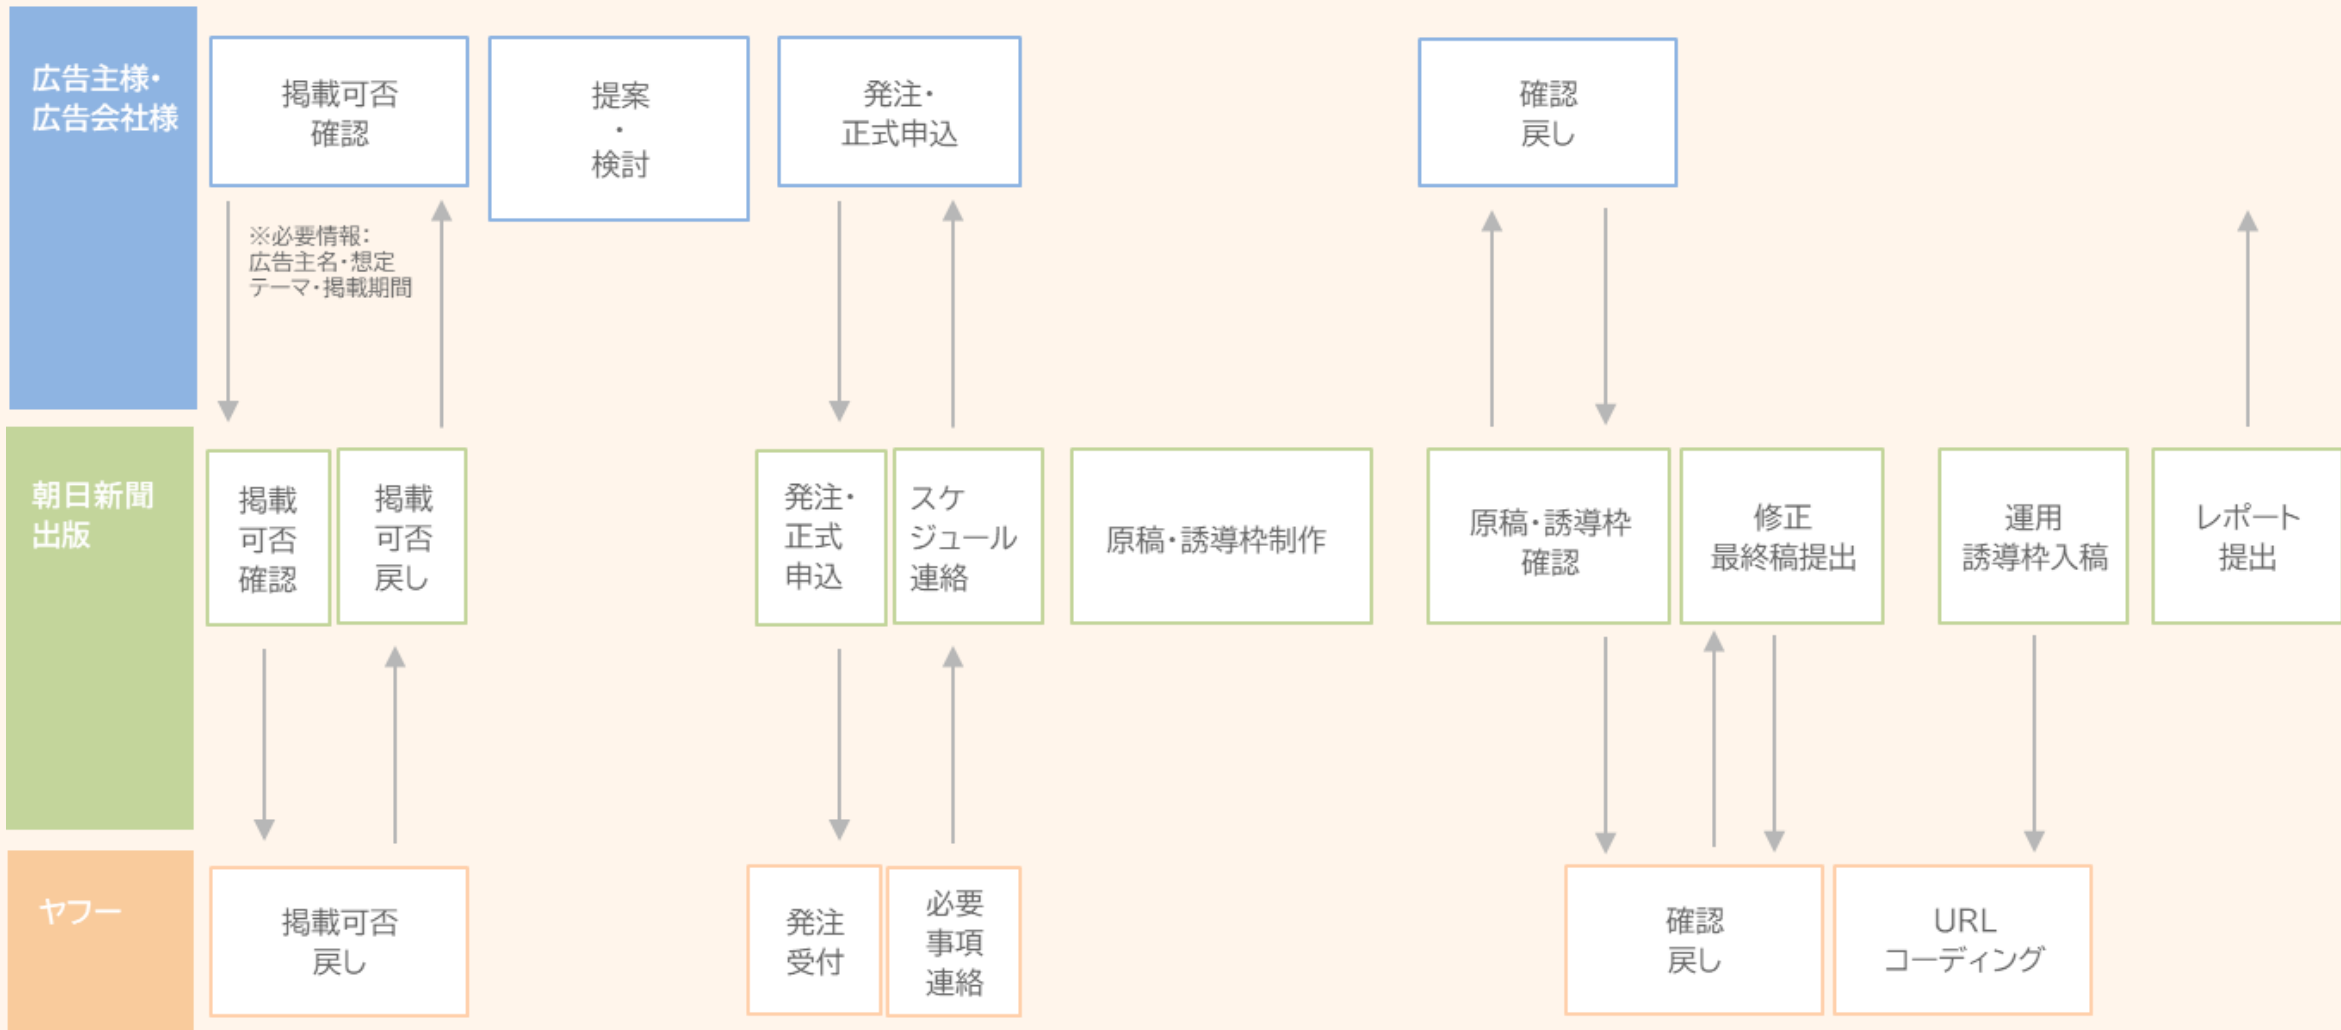 広告主様・
広告会社様
掲載可否
確認
提案
・
検討
発注・
正式申込
確認
戻し
※必要情報：
広告主名・想定
テーマ・掲載期間
朝日新聞
出版
掲載
可否
確認
掲載
可否
戻し
発注・
正式
申込
スケ
ジュール
連絡
原稿・誘導枠制作
原稿・誘導枠
確認
修正
最終稿提出
運用
誘導枠入稿
レポート
提出
ヤフー
掲載可否
戻し
発注
受付
必要
事項
連絡
確認
戻し
URL
コーディング